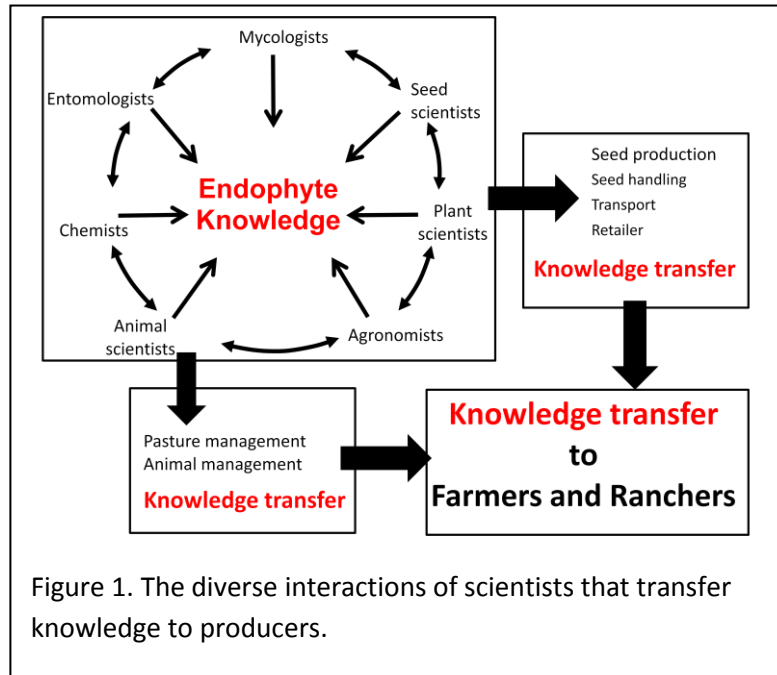 Mycologists
Entomologists
Seed
scientists
Endophyte
Knowledge
Chemists
Plant
scientists
Animal
scientists
Agronomists
Seed production
Seed handling
Transport
Retailer
Knowledge transfer
Pasture management
Animal management
Knowledge transfer
Knowledge transfer
to
Farmers and Ranchers
Figure 1. The diverse interactions of scientists that transfer
knowledge to producers.